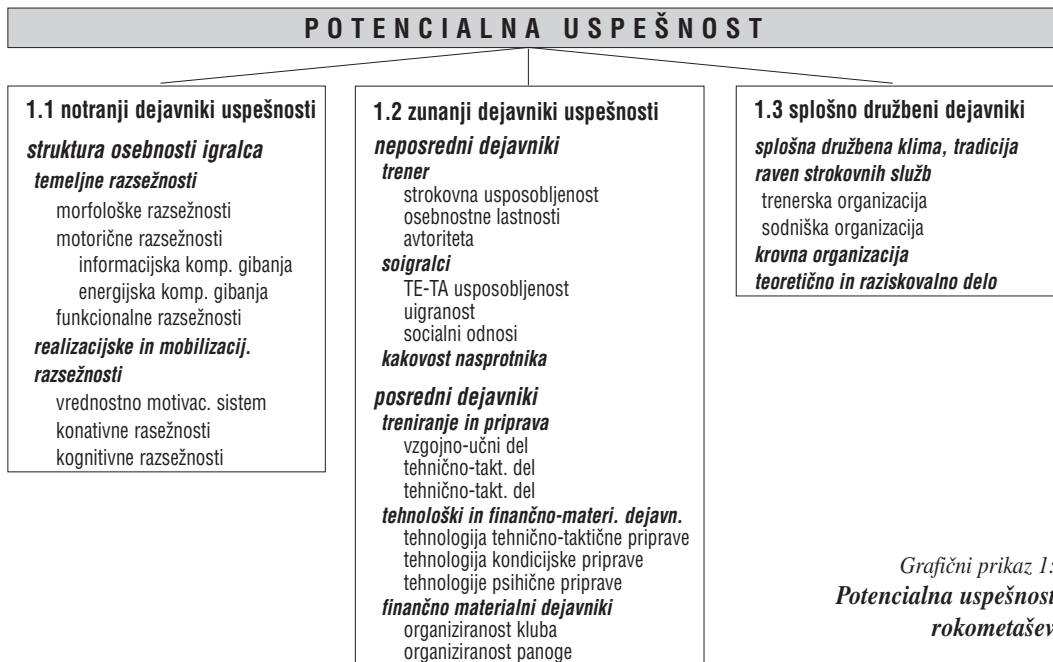 POTENCIALNA USPEŠNOST
1.1 notranji dejavniki uspešnosti
struktura osebnosti igralca
temeljne razsežnosti
morfološke razsežnosti
motorične razsežnosti
informacijska komp. gibanja
energijska komp. gibanja
funkcionalne razsežnosti
realizacijske in mobilizacij.
razsežnosti
vrednostno motivac. sistem
konativne rasežnosti
kognitivne razsežnosti
1.2 zunanji dejavniki uspešnosti
neposredni dejavniki
trener
strokovna usposobljenost
osebnostne lastnosti
avtoriteta
soigralci
TE-TA usposobljenost
uigranost
socialni odnosi
kakovost nasprotnika
posredni dejavniki
treniranje in priprava
vzgojno-učni del
tehnično-takt. del
tehnično-takt. del
tehnološki in finančno-materi. dejavn.
tehnologija tehnično-taktične priprave
tehnologija kondicijske priprave
tehnologije psihične priprave
finančno materialni dejavniki
organiziranost kluba
organiziranost panoge
1.3 splošno družbeni dejavniki
splošna družbena klima, tradicija
raven strokovnih služb
trenerska organizacija
sodniška organizacija
krovna organizacija
teoretično in raziskovalno delo
Grafični prikaz 1:
Potencialna uspešnost
rokometašev